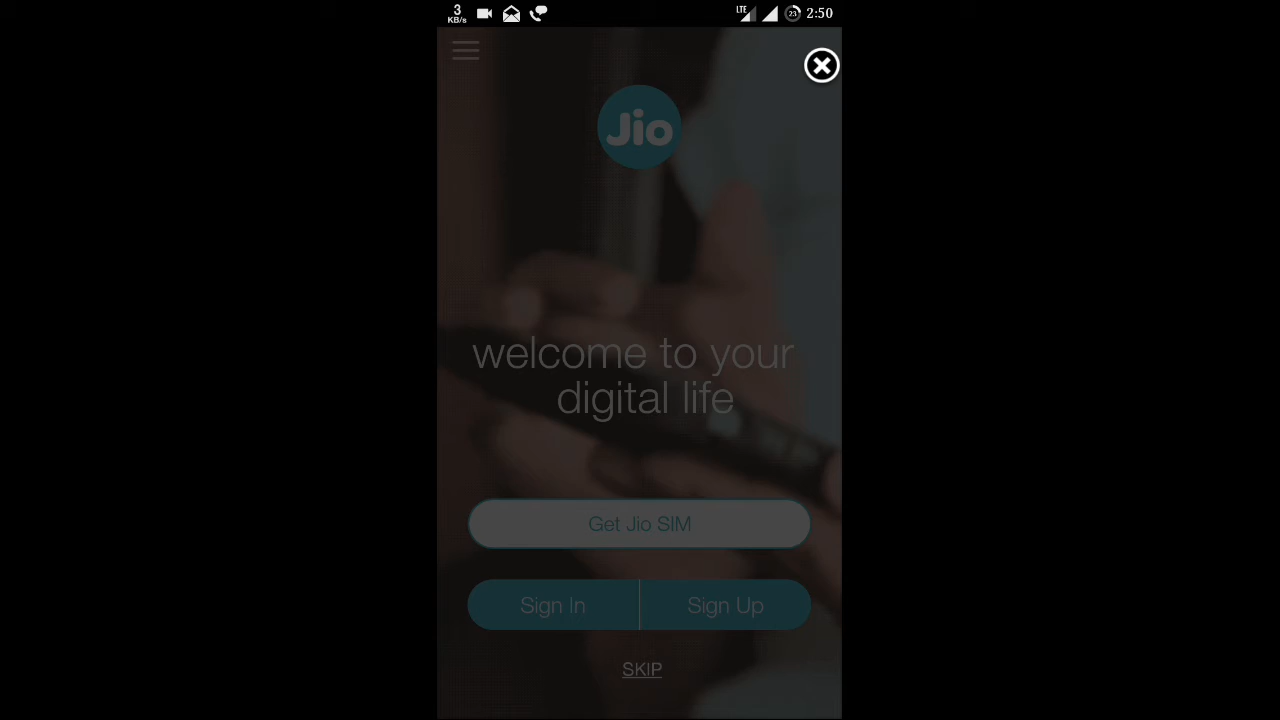 3
KB/s
LTE
23
2:50
Jio
welcome to your
digital life
Get Jio SIM
Sign In
Sign Up
SKIP